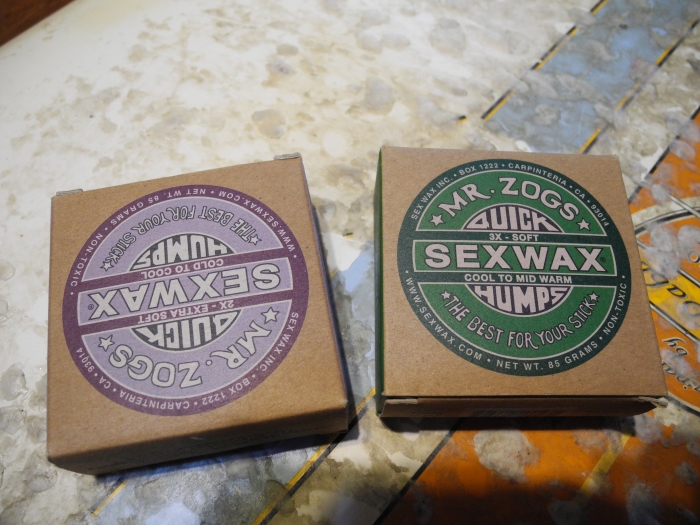 SEX WAX INC. • BOX 1222 • CARPINTERIA • CA • 93014
MR. ZOGS
QUICK
2X - EXTRA SOFT
SEXWAX®
COLD TO COOL
HUMPS
THE BEST FOR YOUR STICK
• WWW.SEXWAX.COM • NET WT. 85 GRAMS • NON-TOXIC •
SEX WAX INC. • BOX 1222 • CARPINTERIA • CA • 93014
MR. ZOGS
QUICK
3X - SOFT
SEXWAX®
COOL TO MID WARM
HUMPS
THE BEST FOR YOUR STICK
• WWW.SEXWAX.COM • NET WT. 85 GRAMS • NON-TOXIC •